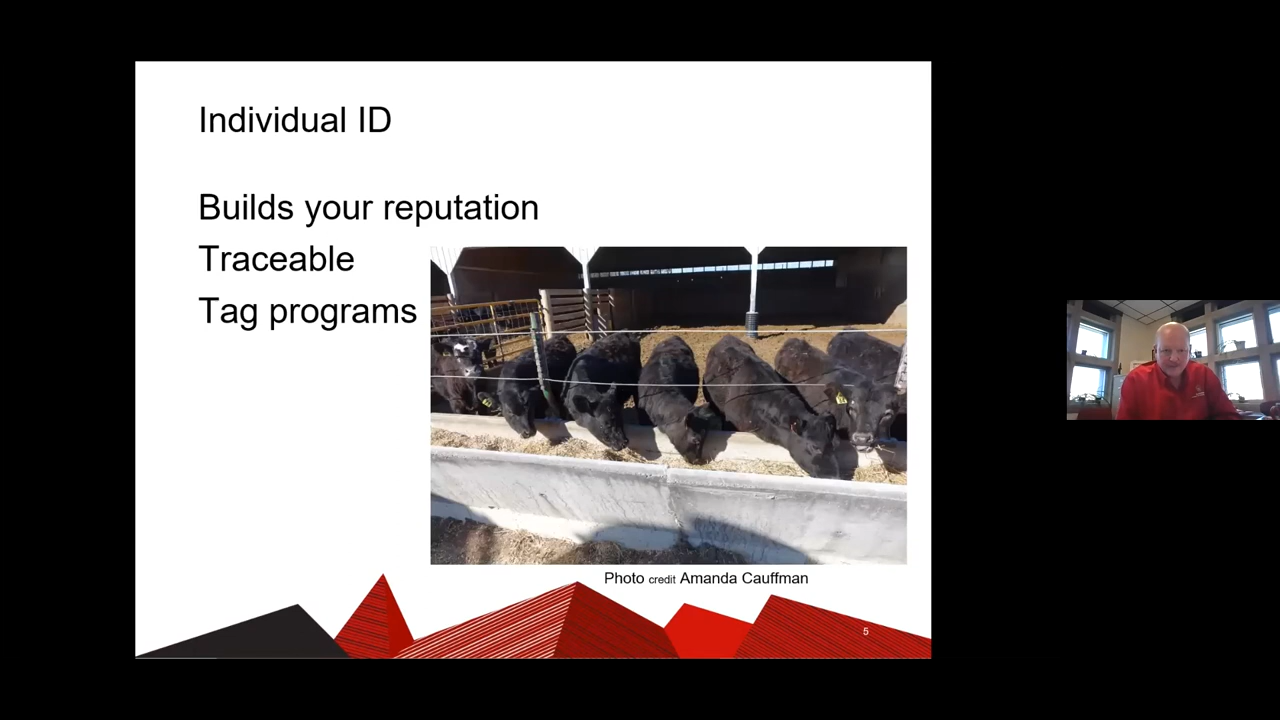 Individual ID
Builds your reputation
Traceable
Tag programs
Photo credit Amanda Cauffman
5